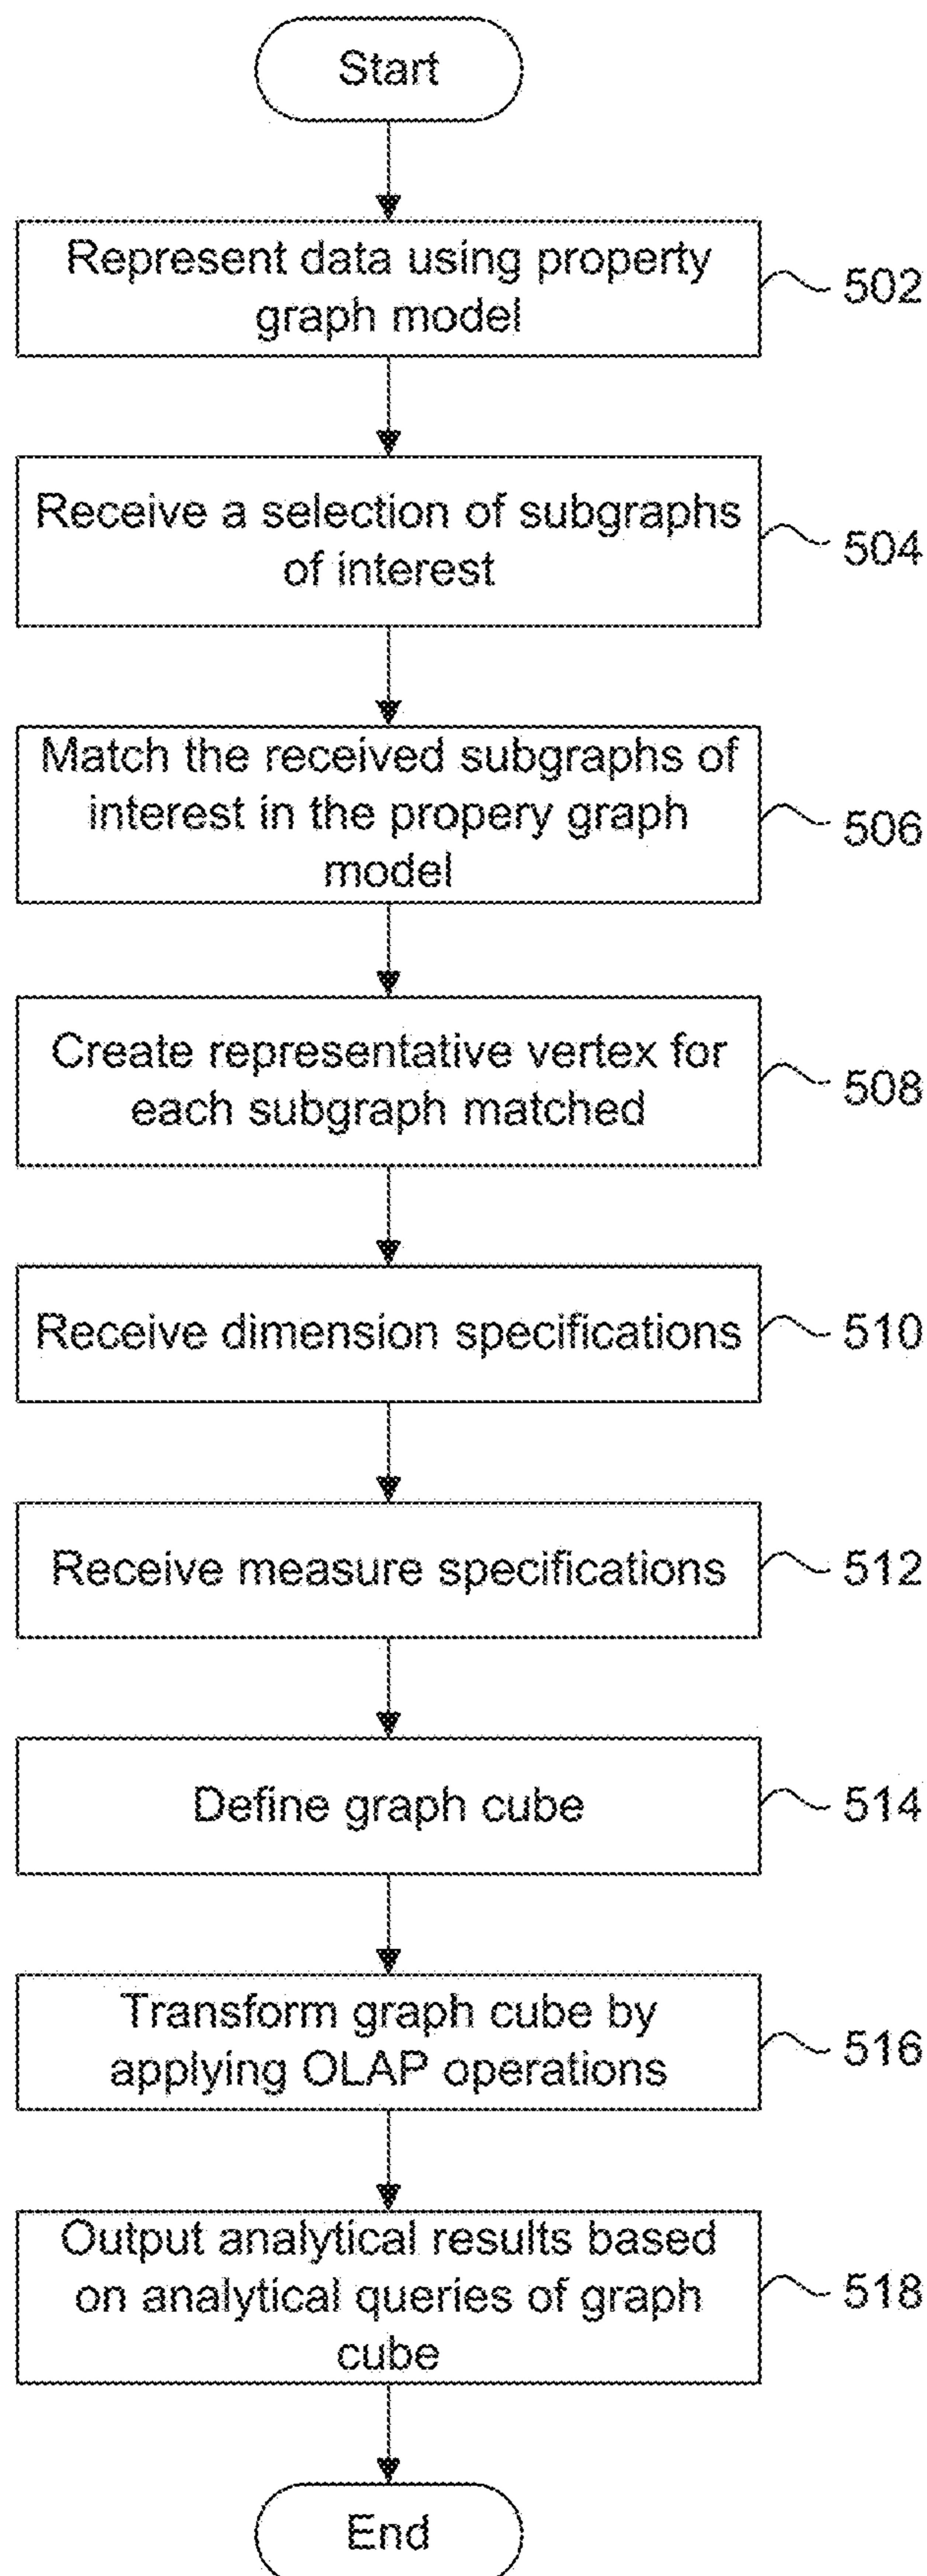 Start
Represent data using property
graph model
502
Receive a selection of subgraphs
of interest
504
Match the received subgraphs of
interest in the propery graph
model
506
Create representative vertex for
each subgraph matched
508
Receive dimension specifications
510
Receive measure specifications
512
Define graph cube
514
Transform graph cube by
applying OLAP operations
516
Output analytical results based
on analytical queries of graph
cube
518
End